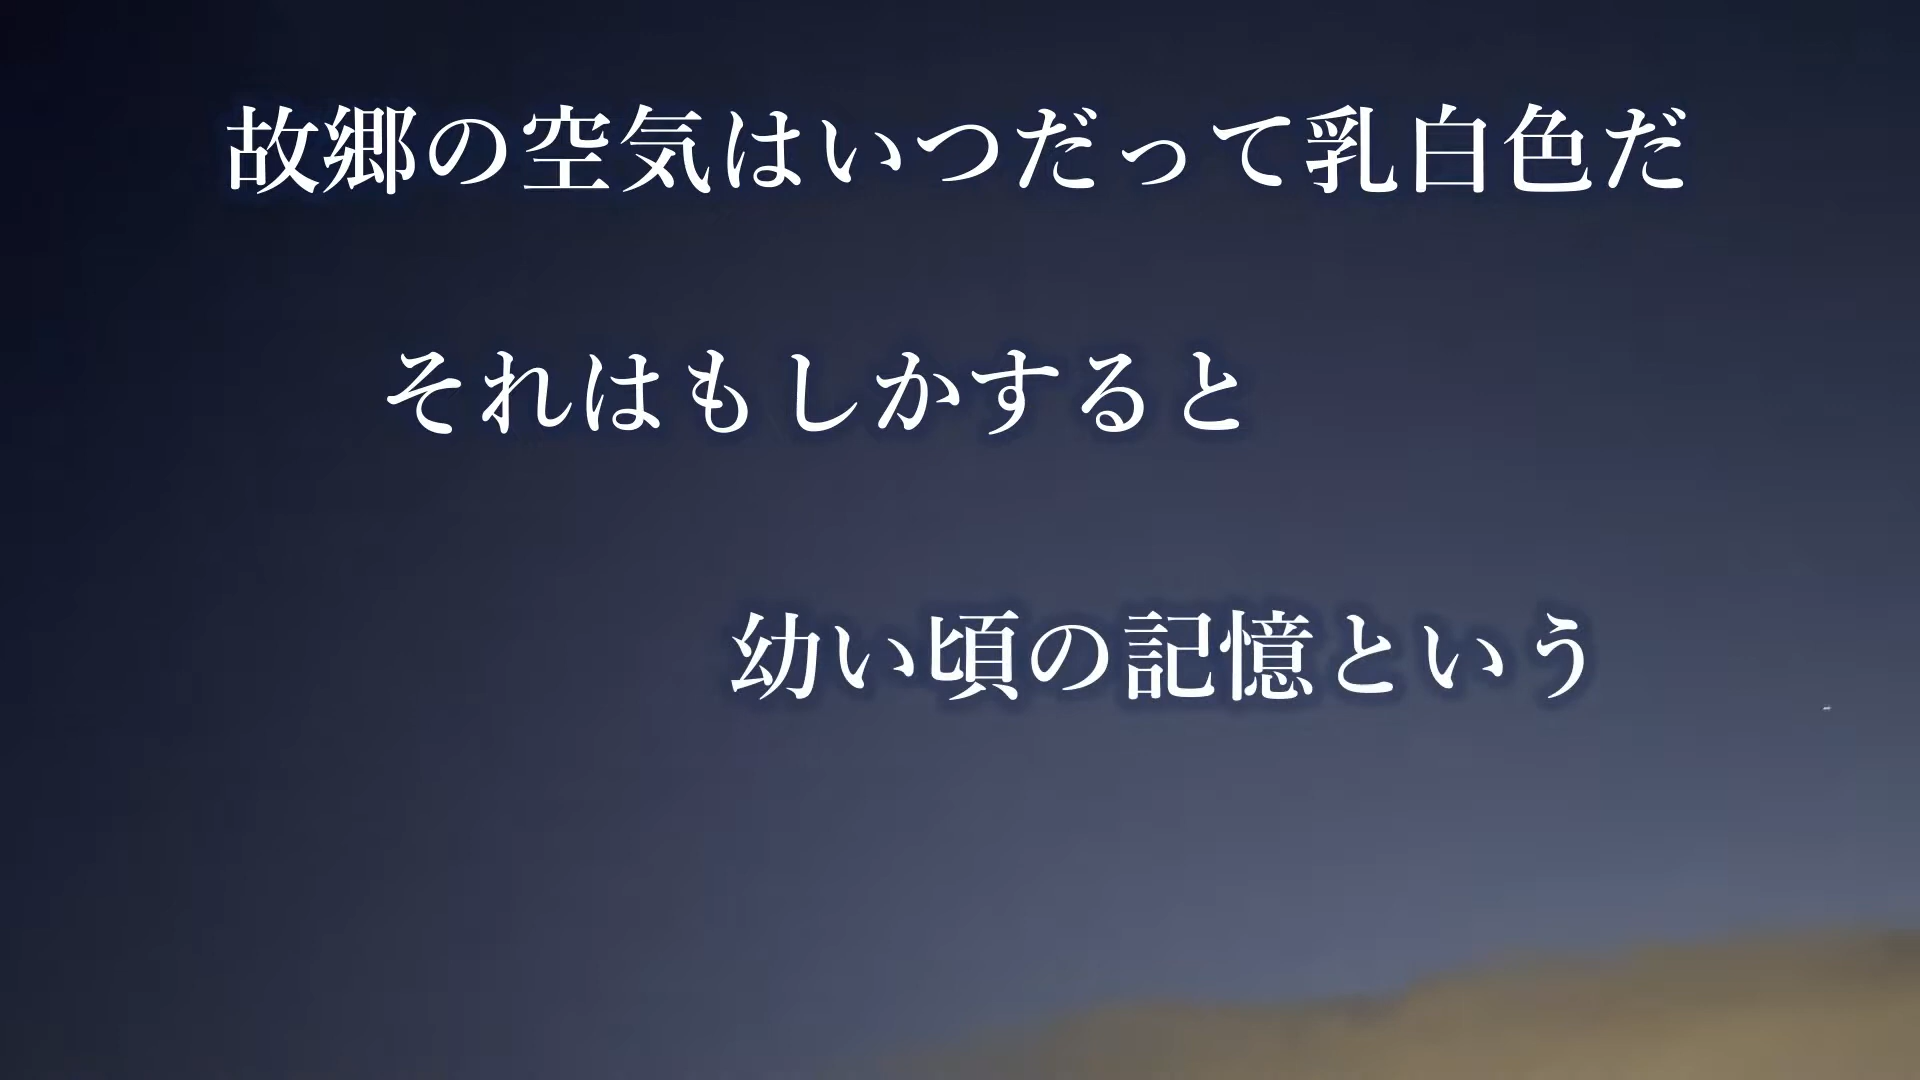 故郷の空気はいつだって乳白色だ
それはもしかすると
幼い頃の記憶という